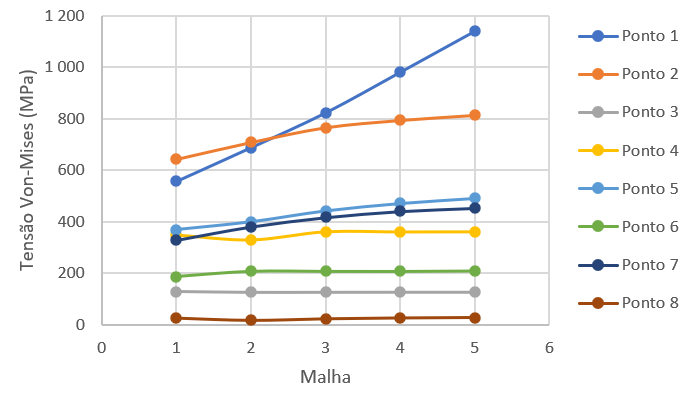 1 200
1 000
800
600
400
200
0
Tensão Von-Mises (MPa)
0 1 2 3 4 5 6
Malha
Ponto 1
Ponto 2
Ponto 3
Ponto 4
Ponto 5
Ponto 6
Ponto 7
Ponto 8